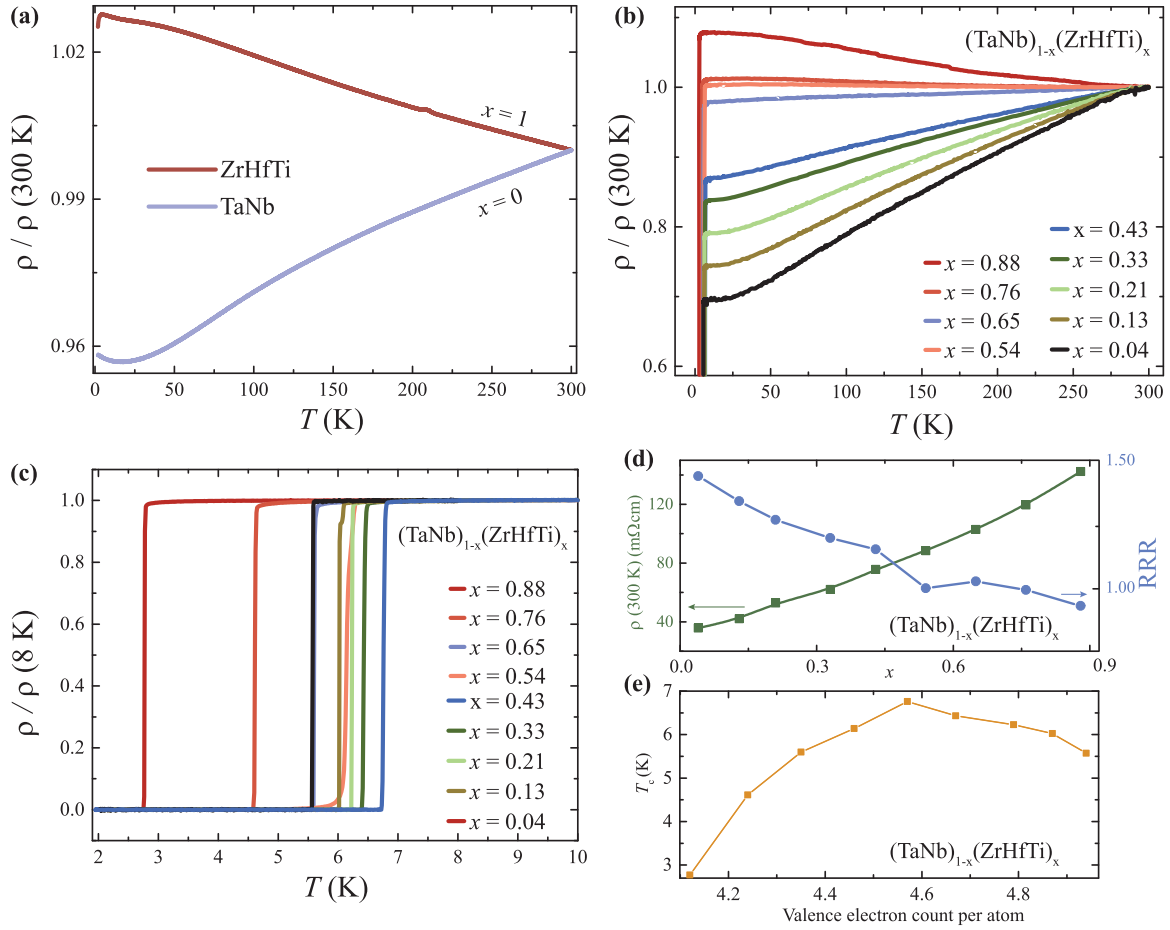 (a)
1.02
0.99
0.96
ρ / ρ (300 K)
x = 1
ZrHfTi
TaNb
x = 0
0 50 100 150 200 250 300
T (K)
(b)
(TaNb)1-x(ZrHfTi)x
1.0
0.8
0.6
ρ / ρ (300 K)
x = 0.88
x = 0.76
x = 0.65
x = 0.54
x = 0.43
x = 0.33
x = 0.21
x = 0.13
x = 0.04
0 50 100 150 200 250 300
T (K)
(c)
1.0
0.8
0.6
0.4
0.2
0.0
ρ / ρ (8 K)
(TaNb)1-x(ZrHfTi)x
x = 0.88
x = 0.76
x = 0.65
x = 0.54
x = 0.43
x = 0.33
x = 0.21
x = 0.13
x = 0.04
2 3 4 5 6 7 8 9 10
T (K)
(d)
120
80
40
ρ (300 K) (mΩcm)
1.50
1.00
RRR
(TaNb)1-x(ZrHfTi)x
0.0 0.3 0.6 0.9
x
(e)
7
6
5
4
3
Tc (K)
(TaNb)1-x(ZrHfTi)x
4.2 4.4 4.6 4.8
Valence electron count per atom